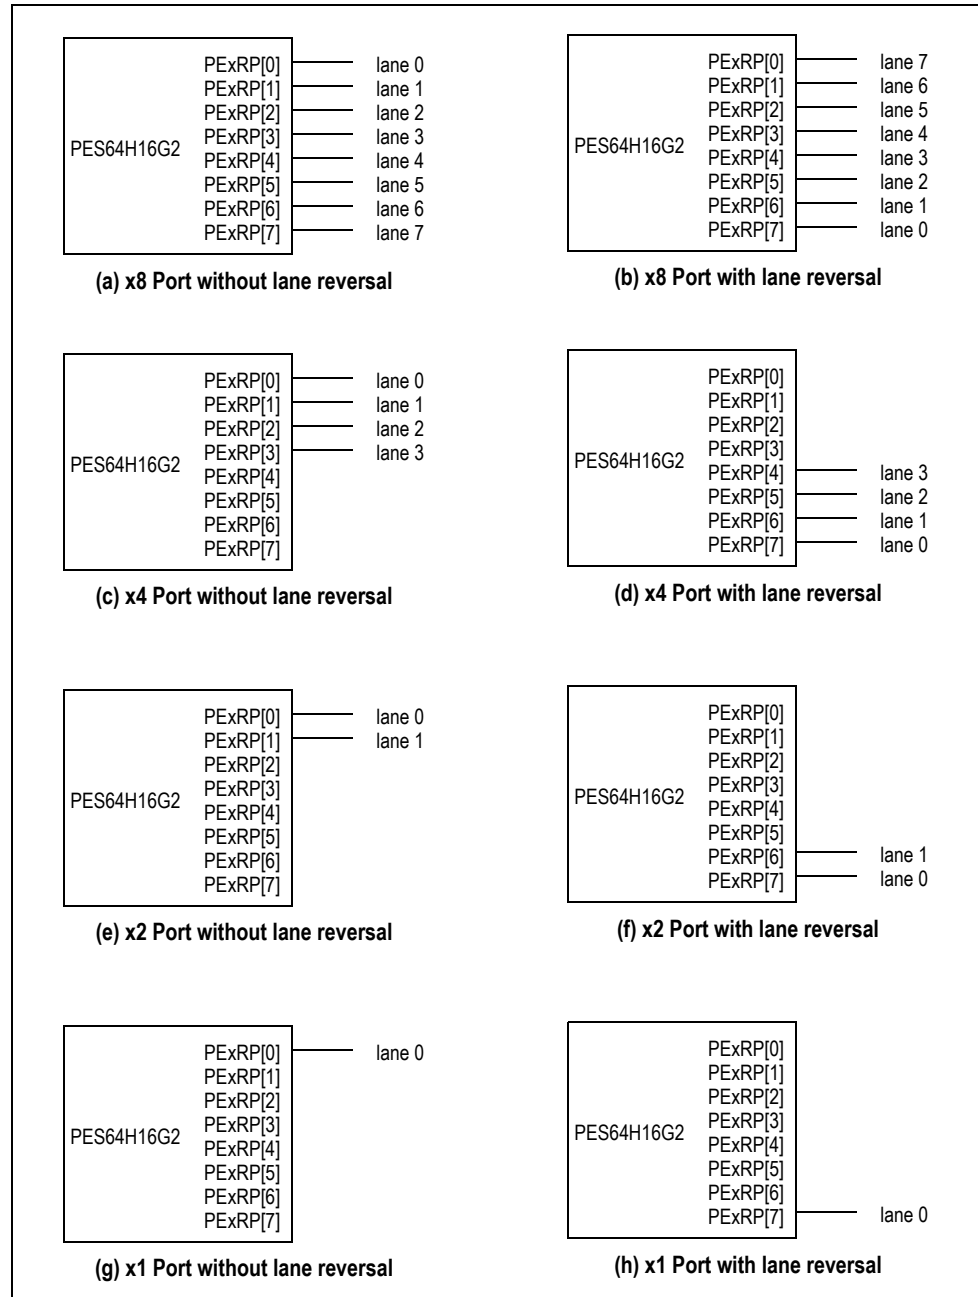 PES64H16G2
PExRP[0] lane 0
PExRP[1] lane 1
PExRP[2] lane 2
PExRP[3] lane 3
PExRP[4] lane 4
PExRP[5] lane 5
PExRP[6] lane 6
PExRP[7] lane 7
(a) x8 Port without lane reversal
PES64H16G2
PExRP[0] lane 7
PExRP[1] lane 6
PExRP[2] lane 5
PExRP[3] lane 4
PExRP[4] lane 3
PExRP[5] lane 2
PExRP[6] lane 1
PExRP[7] lane 0
(b) x8 Port with lane reversal
PES64H16G2
PExRP[0] lane 0
PExRP[1] lane 1
PExRP[2] lane 2
PExRP[3] lane 3
PExRP[4]
PExRP[5]
PExRP[6]
PExRP[7]
(c) x4 Port without lane reversal
PES64H16G2
PExRP[0]
PExRP[1]
PExRP[2]
PExRP[3]
PExRP[4] lane 3
PExRP[5] lane 2
PExRP[6] lane 1
PExRP[7] lane 0
(d) x4 Port with lane reversal
PES64H16G2
PExRP[0] lane 0
PExRP[1] lane 1
PExRP[2]
PExRP[3]
PExRP[4]
PExRP[5]
PExRP[6]
PExRP[7]
(e) x2 Port without lane reversal
PES64H16G2
PExRP[0]
PExRP[1]
PExRP[2]
PExRP[3]
PExRP[4]
PExRP[5]
PExRP[6] lane 1
PExRP[7] lane 0
(f) x2 Port with lane reversal
PES64H16G2
PExRP[0] lane 0
PExRP[1]
PExRP[2]
PExRP[3]
PExRP[4]
PExRP[5]
PExRP[6]
PExRP[7]
(g) x1 Port without lane reversal
PES64H16G2
PExRP[0]
PExRP[1]
PExRP[2]
PExRP[3]
PExRP[4]
PExRP[5]
PExRP[6]
PExRP[7] lane 0
(h) x1 Port with lane reversal